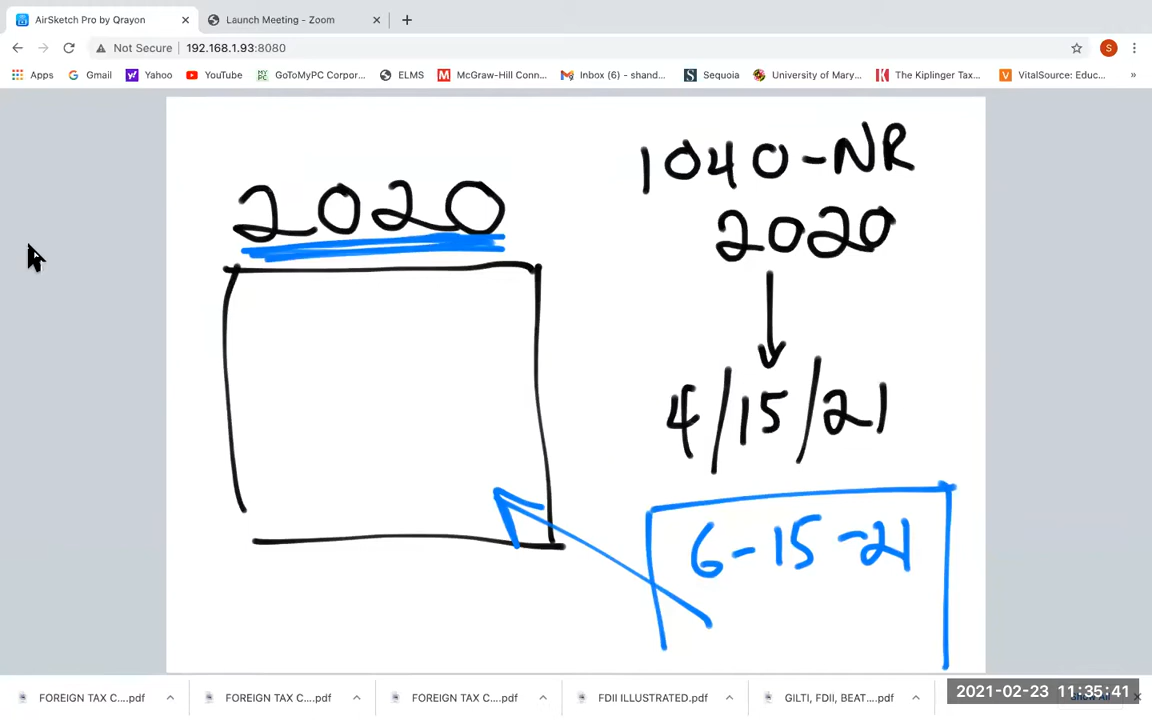 AirSketch Pro by Qrayon
Launch Meeting - Zoom
Not Secure
192.168.1.93:8080
Apps
Gmail
Yahoo
YouTube
GoToMyPC Corpor...
ELMS
McGraw-Hill Conn...
Inbox (6) - shand...
Sequoia
University of Mary...
The Kiplinger Tax...
VitalSource: Educ...
»
S
2020
1040-NR
2020
4/15/21
6-15-21
FOREIGN TAX C....pdf
FOREIGN TAX C....pdf
FOREIGN TAX C....pdf
FDII ILLUSTRATED.pdf
GILTI, FDII, BEAT....pdf
2021-02-23 11:35:41